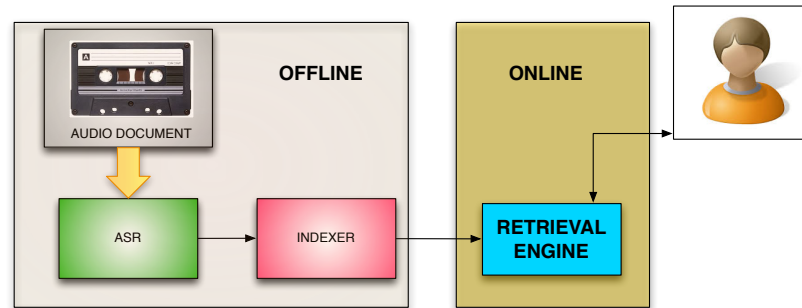 OFFLINE
ONLINE
A
AUDIO DOCUMENT
ASR
INDEXER
RETRIEVAL
ENGINE